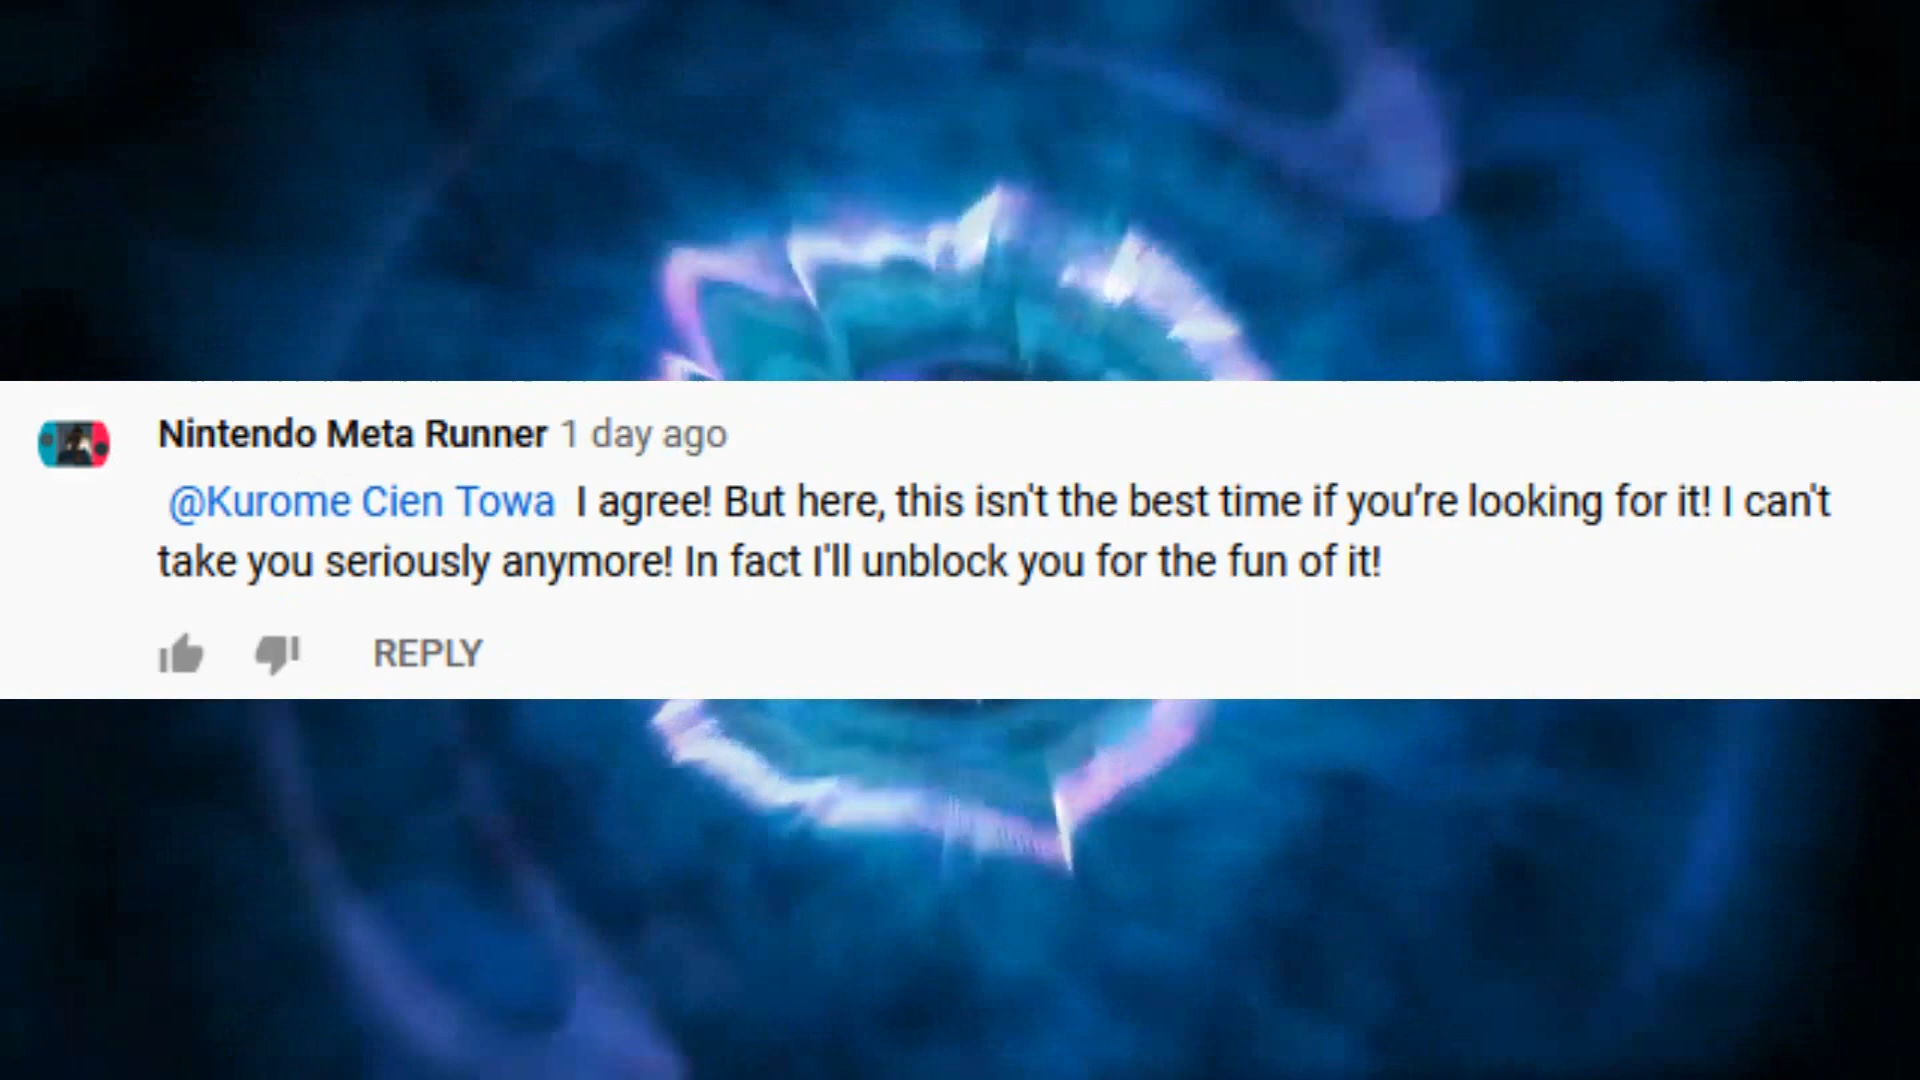 Nintendo Meta Runner 1 day ago
@Kurome Cien Towa I agree! But here, this isn't the best time if you’re looking for it! I can't
take you seriously anymore! In fact I'll unblock you for the fun of it!
REPLY